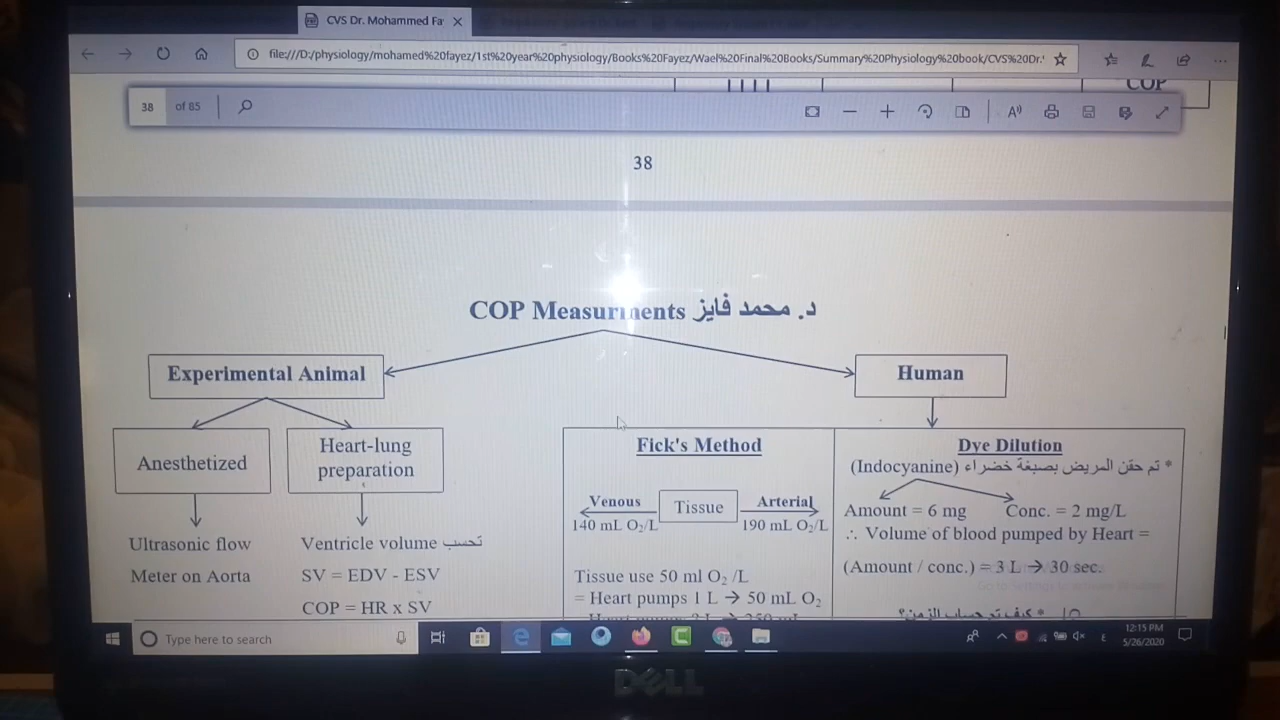 CVS Dr. Mohammed Fa
file:///D:/physiology/mohamed%20fayez/1st%20year%20physiology/Books%20Fayez/Wael%20Final%20Books/Summary%20Physiology%20book/CVS%20Dr.
COP
38 of 85
38
COP Measurments د. محمد فايز
Experimental Animal
Human
Anesthetized
Heart-lung
preparation
Ultrasonic flow
Meter on Aorta
Ventricle volume تحسب
SV = EDV - ESV
COP = HR x SV
Fick's Method
Venous
Tissue
Arterial
140 mL O₂/L
190 mL O₂/L
Tissue use 50 ml O₂ /L
= Heart pumps 1 L → 50 mL O₂
Dye Dilution
* تم حقن المريض بصبغة خضراء (Indocyanine)
Amount = 6 mg
Conc. = 2 mg/L
∴ Volume of blood pumped by Heart =
(Amount / conc.) = 3 L → 30 sec.
Type here to search
12:15 PM
5/26/2020
DELL